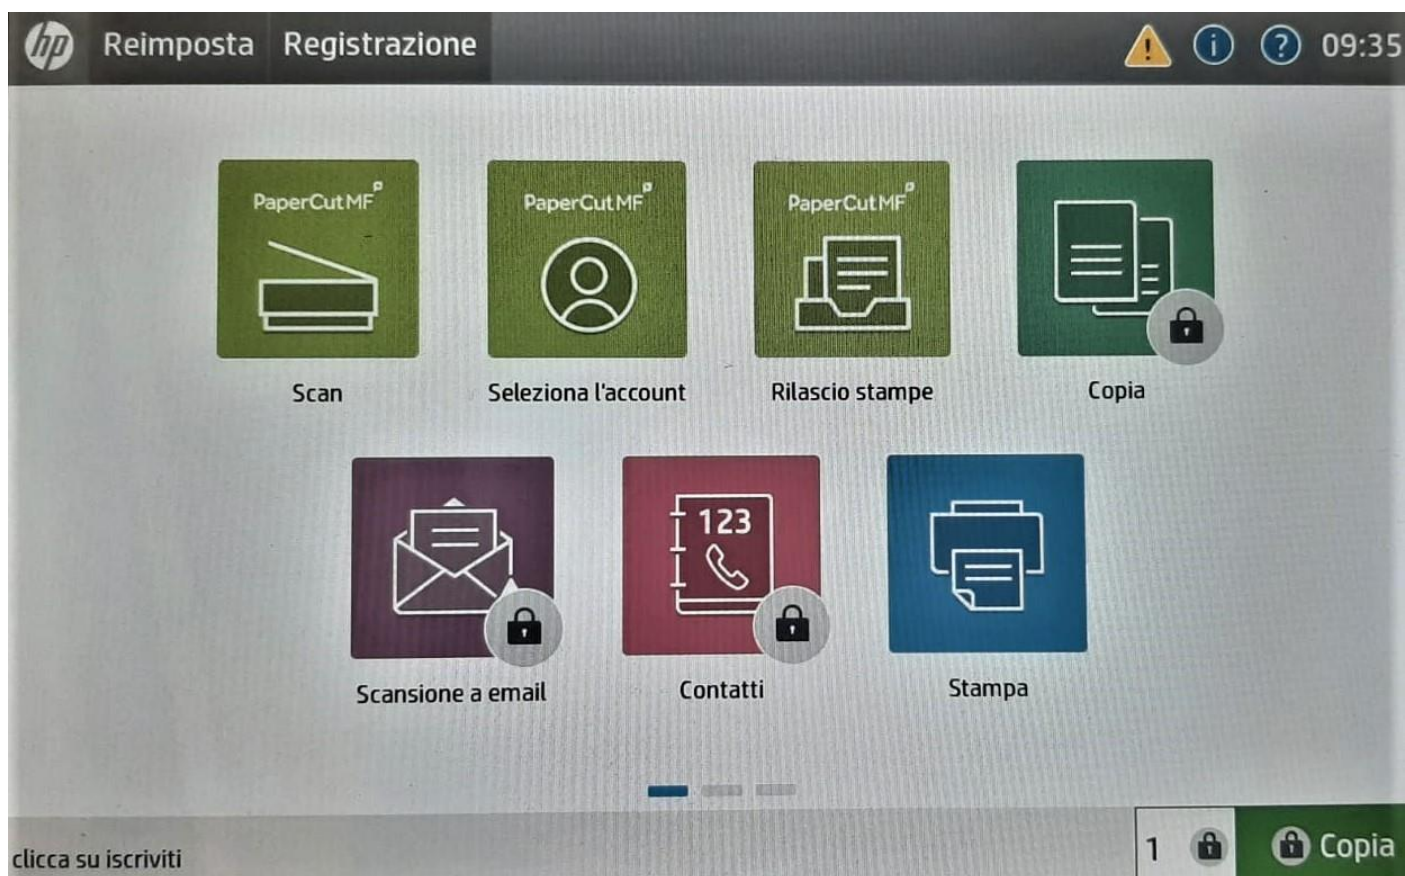 hp Reimposta Registrazione 09:35
PaperCut MF PaperCut MF PaperCut MF
Scan Seleziona l'account Rilascio stampe Copia
123
Scansione a email Contatti Stampa
clicca su iscriviti 1 Copia